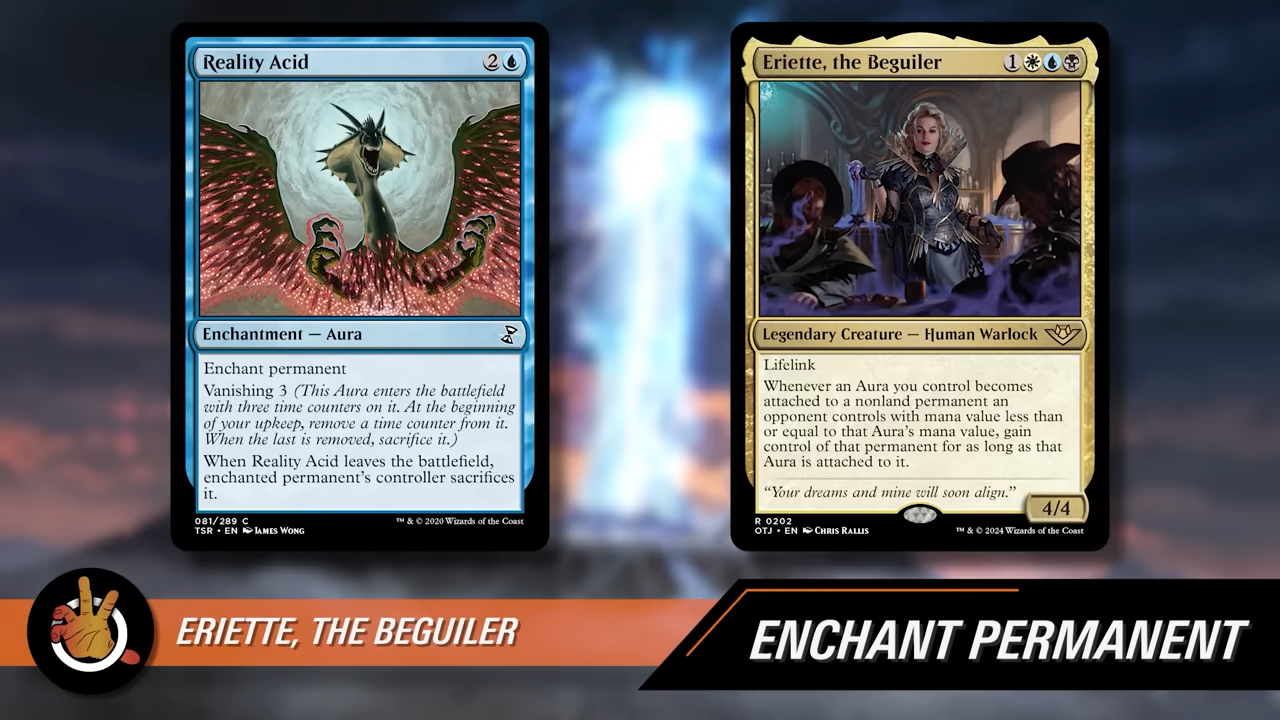 Reality Acid
2
Enchantment — Aura
Enchant permanent
Vanishing 3 (This Aura enters the battlefield
with three time counters on it. At the beginning
of your upkeep, remove a time counter from it.
When the last is removed, sacrifice it.)
When Reality Acid leaves the battlefield,
enchanted permanent's controller sacrifices
it.
081/289 C
TSR • EN JAMES WONG
™ & © 2020 Wizards of the Coast
Eriette, the Beguiler
1
Legendary Creature — Human Warlock
Lifelink
Whenever an Aura you control becomes
attached to a nonland permanent an
opponent controls with mana value less than
or equal to that Aura's mana value, gain
control of that permanent for as long as that
Aura is attached to it.
“Your dreams and mine will soon align.”
4/4
R 0202
OTJ • EN CHRIS RALLIS
™ & © 2024 Wizards of the Coast
ERIETTE, THE BEGUILER
ENCHANT PERMANENT